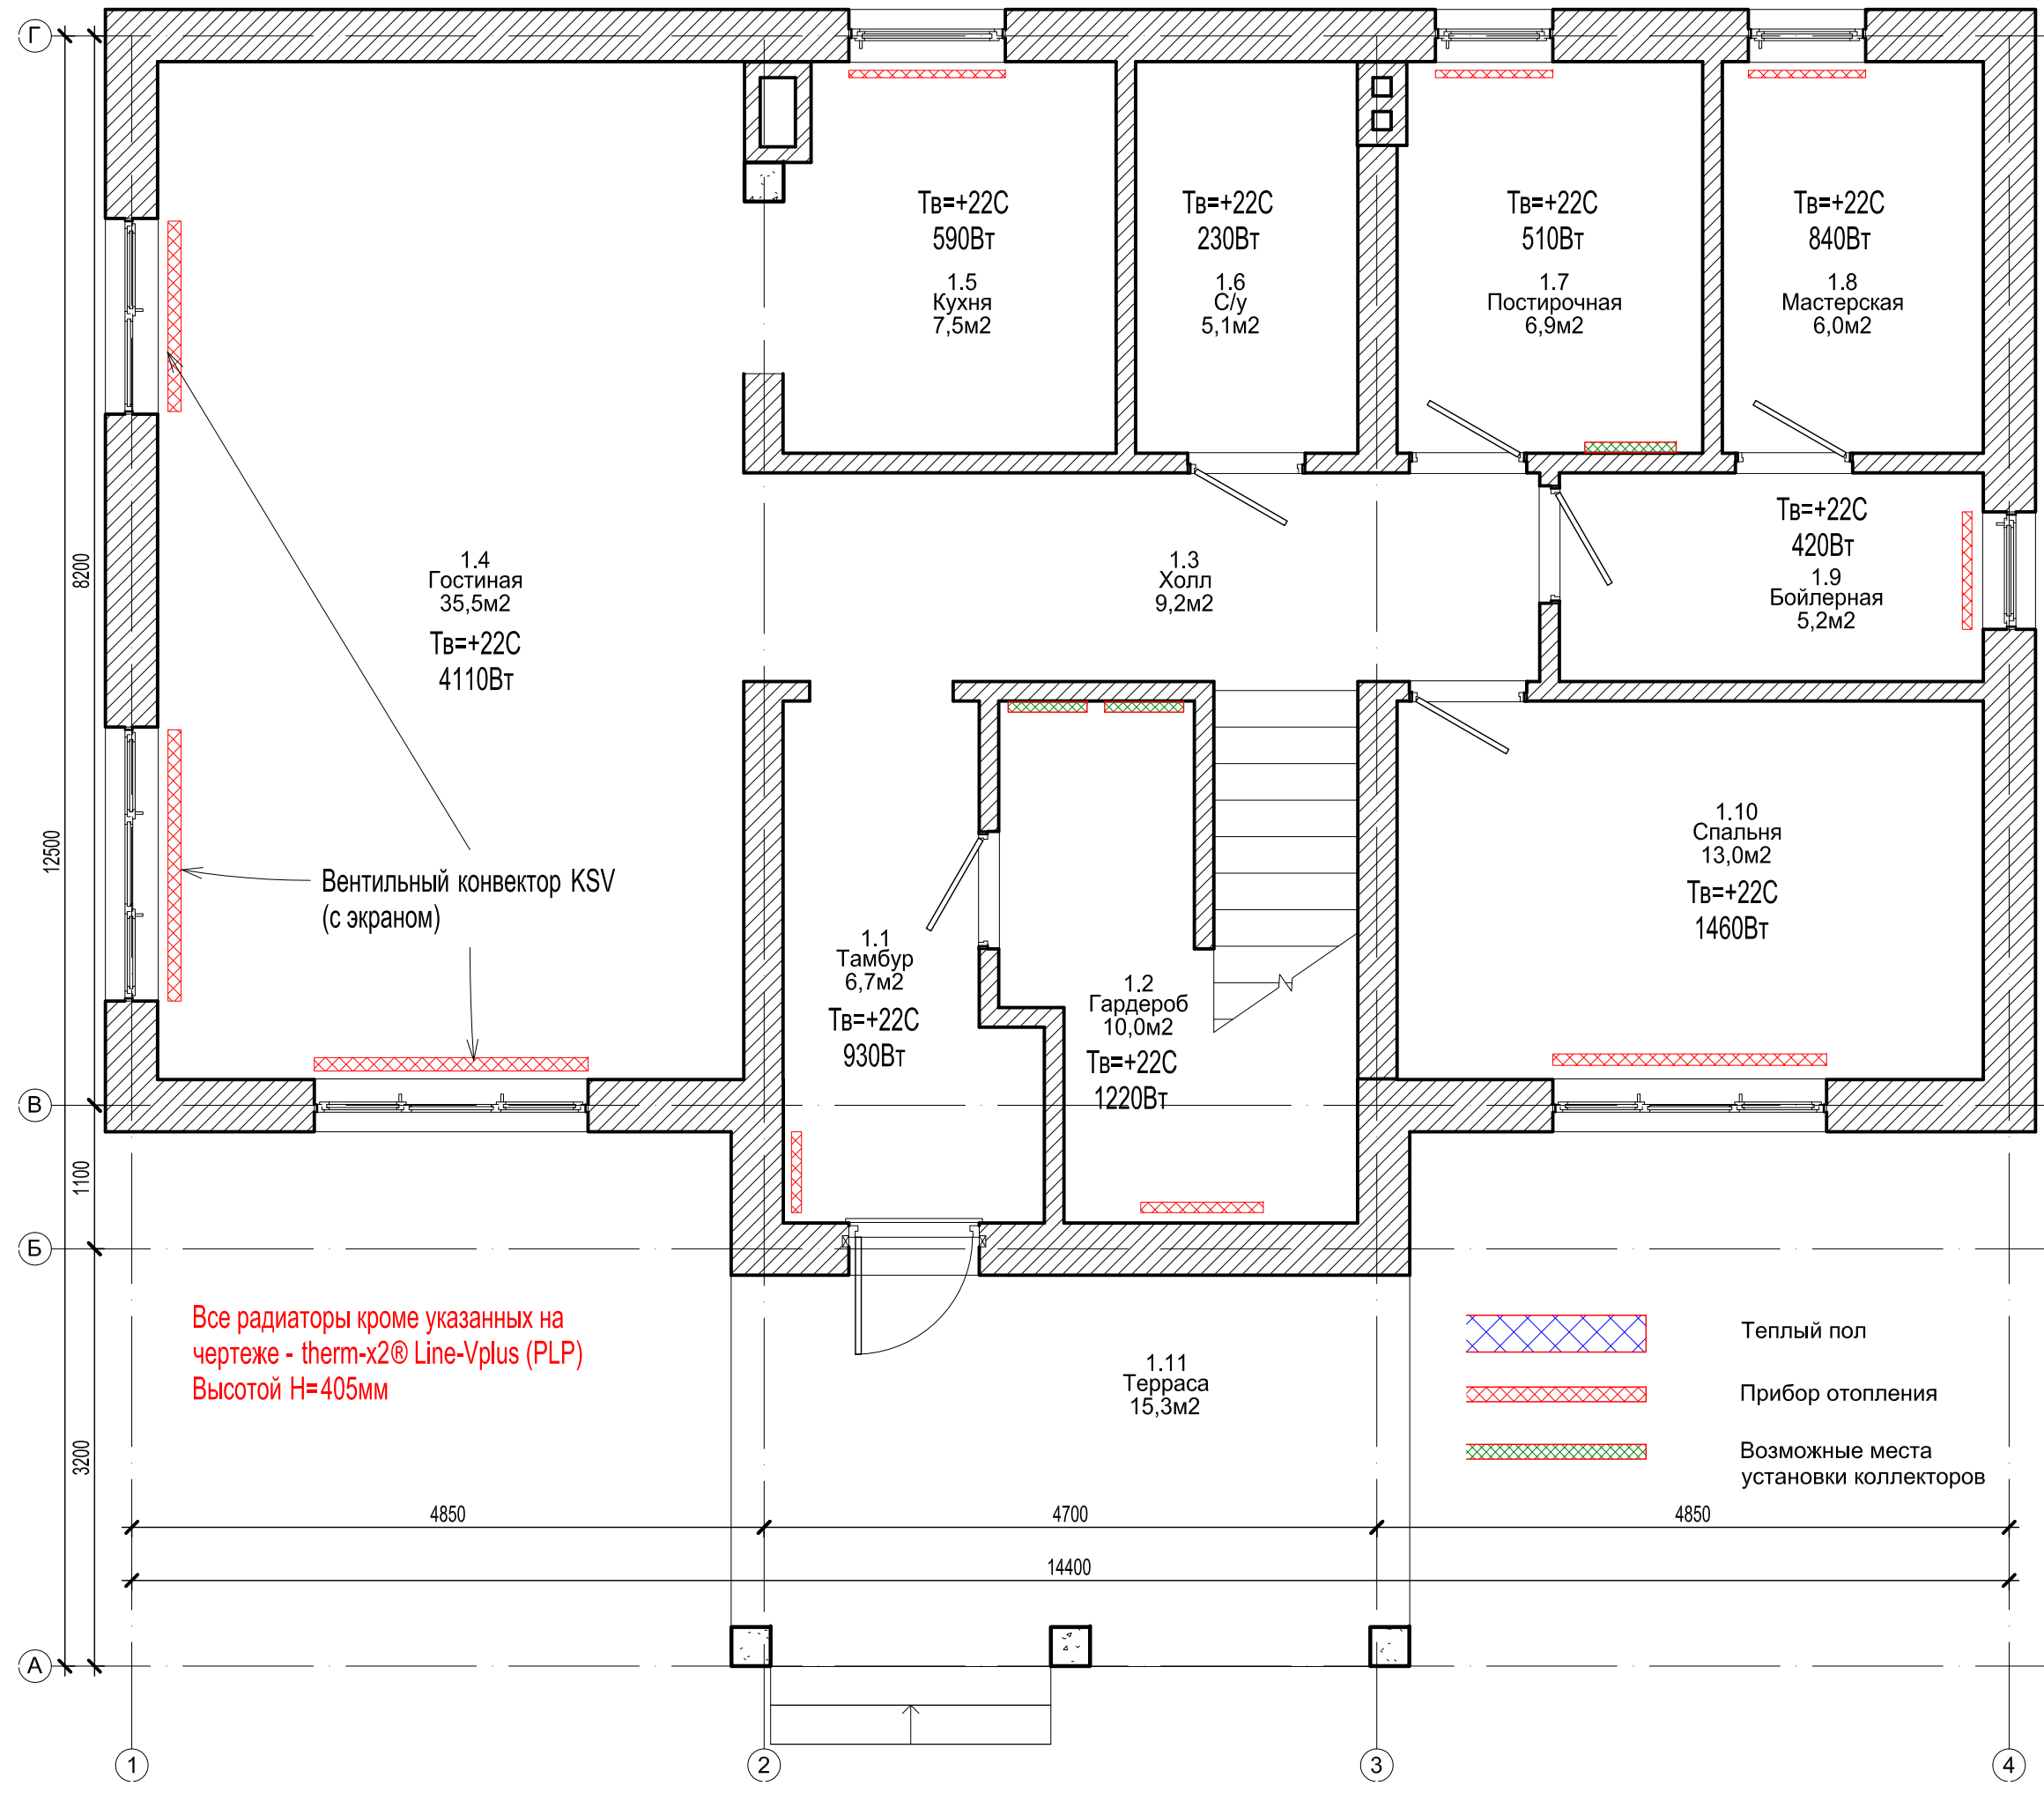 Г
Тв=+22С
590Вт
1.5
Кухня
7,5м2
Тв=+22С
230Вт
1.6
С/у
5,1м2
Тв=+22С
510Вт
1.7
Постирочная
6,9м2
Тв=+22С
840Вт
1.8
Мастерская
6,0м2
8200
12500
1.4
Гостиная
35,5м2
Тв=+22С
4110Вт
1.3
Холл
9,2м2
Тв=+22С
420Вт
1.9
Бойлерная
5,2м2
Вентильный конвектор KSV
(с экраном)
1.1
Тамбур
6,7м2
Тв=+22С
930Вт
1.2
Гардероб
10,0м2
Тв=+22С
1220Вт
1.10
Спальня
13,0м2
Тв=+22С
1460Вт
В
1100
Б
Все радиаторы кроме указанных на
чертеже - therm-x2® Line-Vplus (PLP)
Высотой Н=405мм
1.11
Терраса
15,3м2
Теплый пол
Прибор отопления
Возможные места
установки коллекторов
3200
4850
4700
4850
14400
А
1
2
3
4